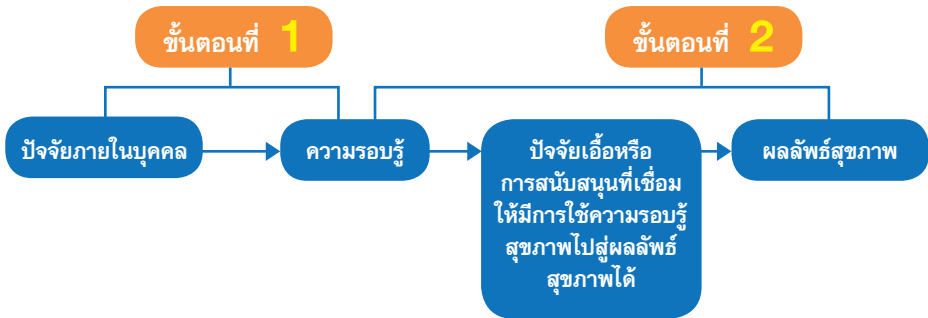 ขั้นตอนที่ 1
ขั้นตอนที่ 2
ปัจจัยภายในบุคคล
ความรอบรู้
ปัจจัยเอื้อหรือ
การสนับสนุนที่เชื่อม
ให้มีการใช้ความรอบรู้
สุขภาพไปสู่ผลลัพธ์
สุขภาพได้
ผลลัพธ์สุขภาพ